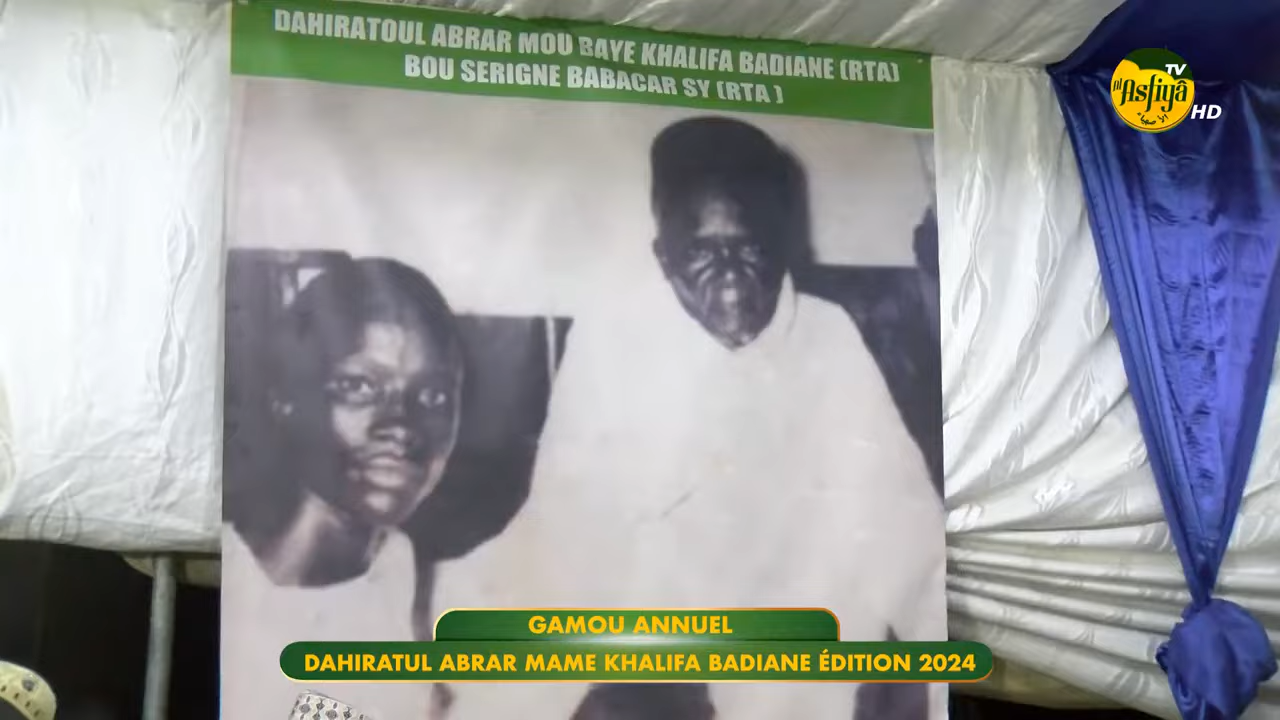 DAHIRATOUL ABRAR MOU BAYE KHALIFA BADIANE (RTA)
BOU SERIGNE BABACAR SY (RTA )
TV
Al Asfiyâ
HD
GAMOU ANNUEL
DAHIRATUL ABRAR MAME KHALIFA BADIANE ÉDITION 2024